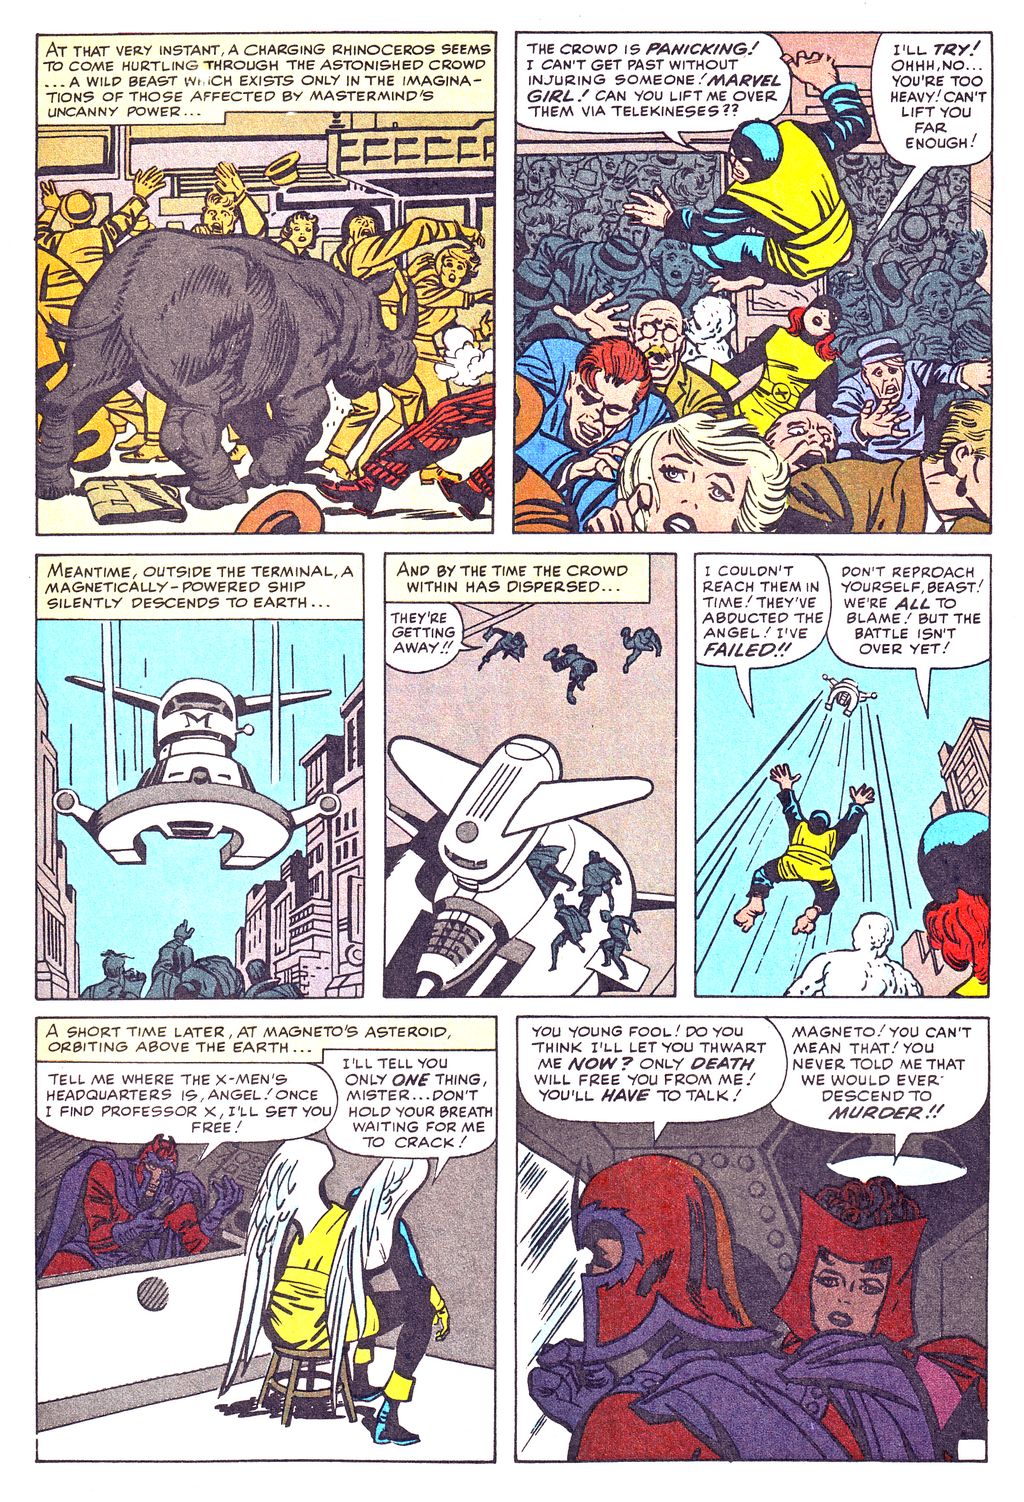 AT THAT VERY INSTANT, A CHARGING RHINOCEROS SEEMS
TO COME HURTLING THROUGH THE ASTONISHED CROWD
...A WILD BEAST WHICH EXISTS ONLY IN THE IMAGINA-
TIONS OF THOSE AFFECTED BY MASTERMIND'S
UNCANNY POWER...
THE CROWD IS PANICKING!
I CAN'T GET PAST WITHOUT
INJURING SOMEONE! MARVEL
GIRL! CAN YOU LIFT ME OVER
THEM VIA TELEKINESES??
I'LL TRY!
OHHH, NO...
YOU'RE TOO
HEAVY! CAN'T
LIFT YOU
FAR
ENOUGH!
MEANTIME, OUTSIDE THE TERMINAL, A
MAGNETICALLY-POWERED SHIP
SILENTLY DESCENDS TO EARTH...
M
AND BY THE TIME THE CROWD
WITHIN HAS DISPERSED...
THEY'RE
GETTING
AWAY!!
I COULDN'T
REACH THEM IN
TIME! THEY'VE
ABDUCTED THE
ANGEL! I'VE
FAILED!!
DON'T REPROACH
YOURSELF, BEAST!
WE'RE ALL TO
BLAME! BUT THE
BATTLE ISN'T
OVER YET!
A SHORT TIME LATER, AT MAGNETO'S ASTEROID,
ORBITING ABOVE THE EARTH...
TELL ME WHERE THE X-MEN'S
HEADQUARTERS IS, ANGEL! ONCE
I FIND PROFESSOR X, I'LL SET YOU
FREE!
I'LL TELL YOU
ONLY ONE THING,
MISTER...DON'T
HOLD YOUR BREATH
WAITING FOR ME
TO CRACK!
YOU YOUNG FOOL! DO YOU
THINK I'LL LET YOU THWART
ME NOW? ONLY DEATH
WILL FREE YOU FROM ME!
YOU'LL HAVE TO TALK!
MAGNETO! YOU CAN'T
MEAN THAT! YOU
NEVER TOLD ME THAT
WE WOULD EVER
DESCEND TO
MURDER!!